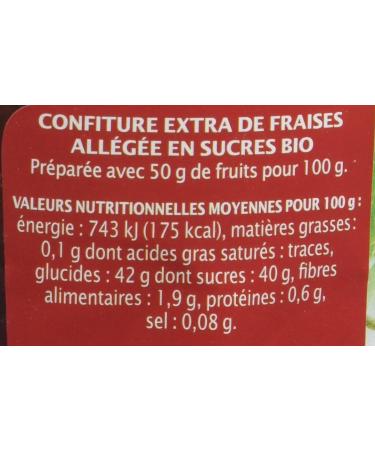 CONFITURE EXTRA DE FRAISES
ALLÉGÉE EN SUCRES BIO
Préparée avec 50 g de fruits pour 100 g.
VALEURS NUTRITIONNELLES MOYENNES POUR 100 g :
énergie : 743 kJ (175 kcal), matières grasses:
0,1 g dont acides gras saturés : traces,
glucides : 42 g dont sucres : 40 g, fibres
alimentaires : 1,9 g, protéines : 0,6 g,
sel : 0,08 g.